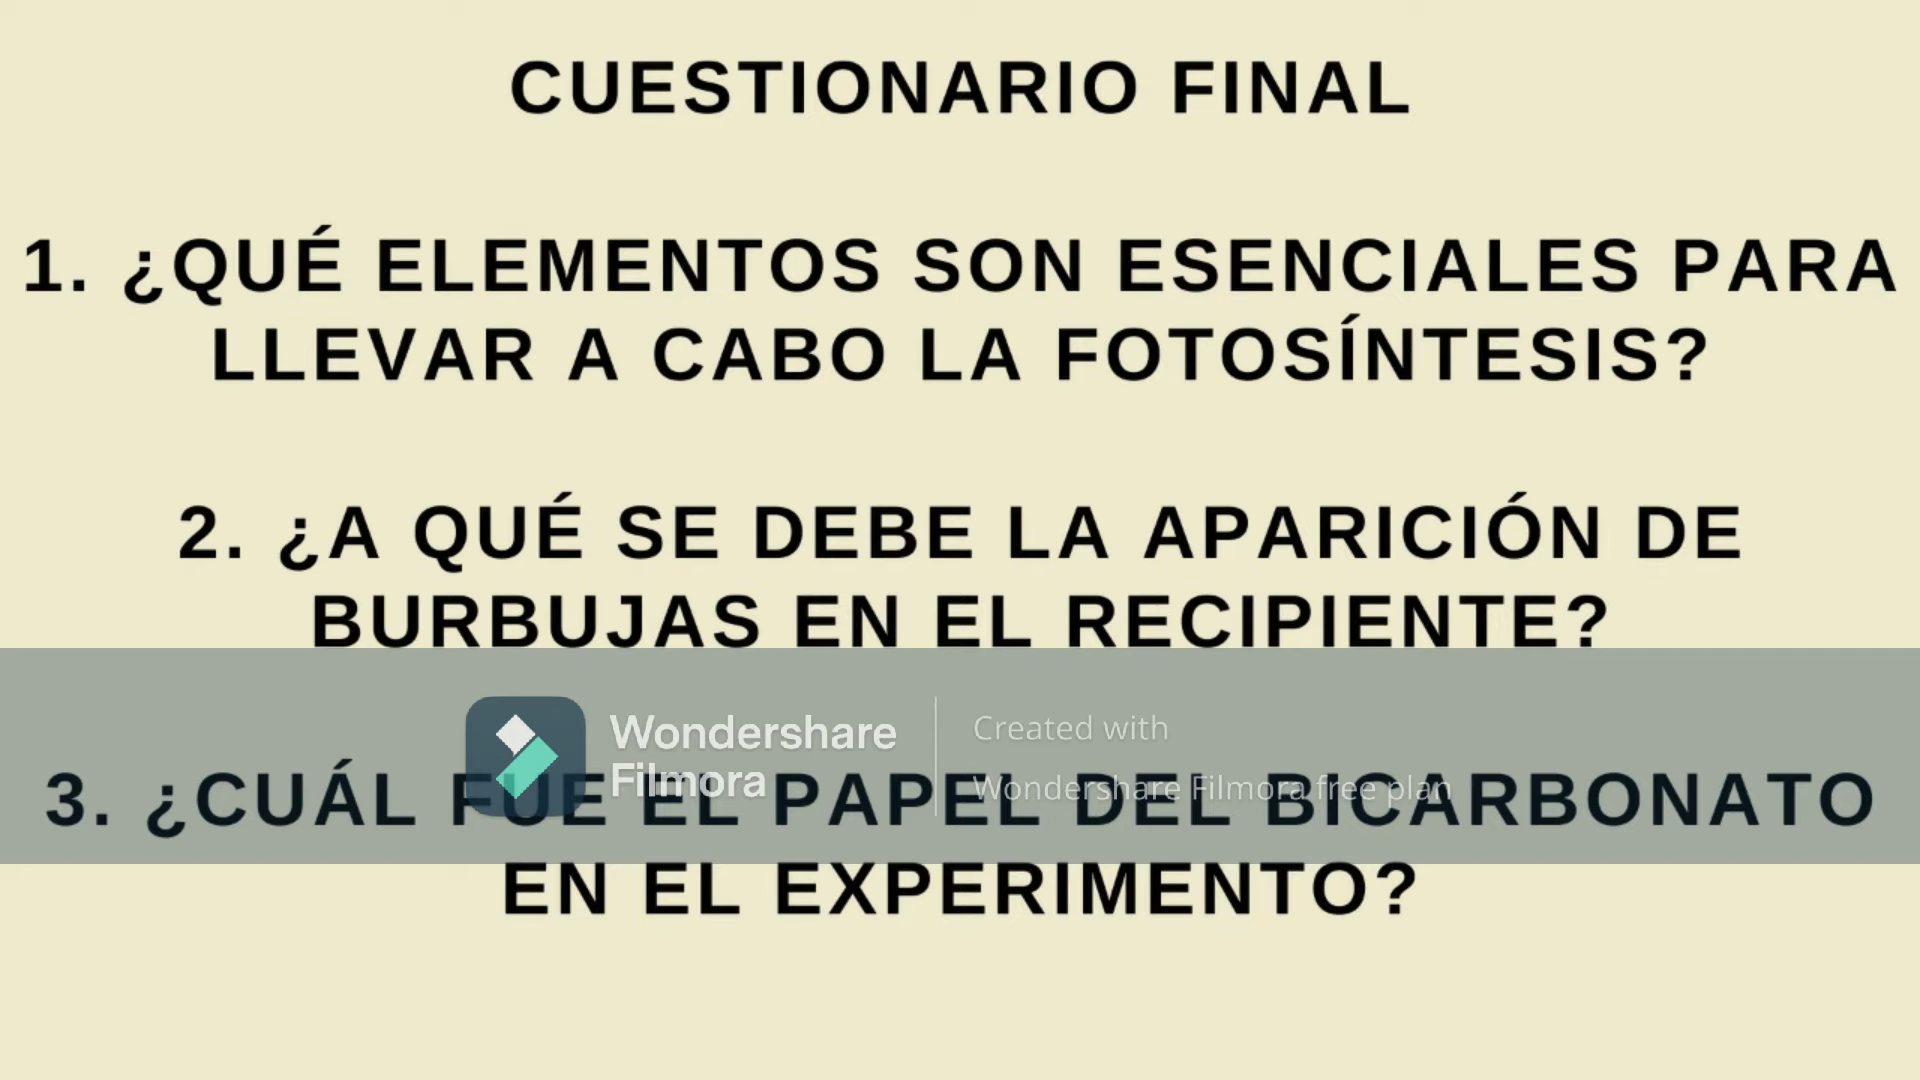 CUESTIONARIO FINAL
1. ¿QUÉ ELEMENTOS SON ESENCIALES PARA
LLEVAR A CABO LA FOTOSÍNTESIS?
2. ¿A QUÉ SE DEBE LA APARICIÓN DE
BURBUJAS EN EL RECIPIENTE?
Wondershare
Filmora
Created with
Wondershare Filmora free plan
3. ¿CUÁL FUE EL PAPEL DEL BICARBONATO
EN EL EXPERIMENTO?